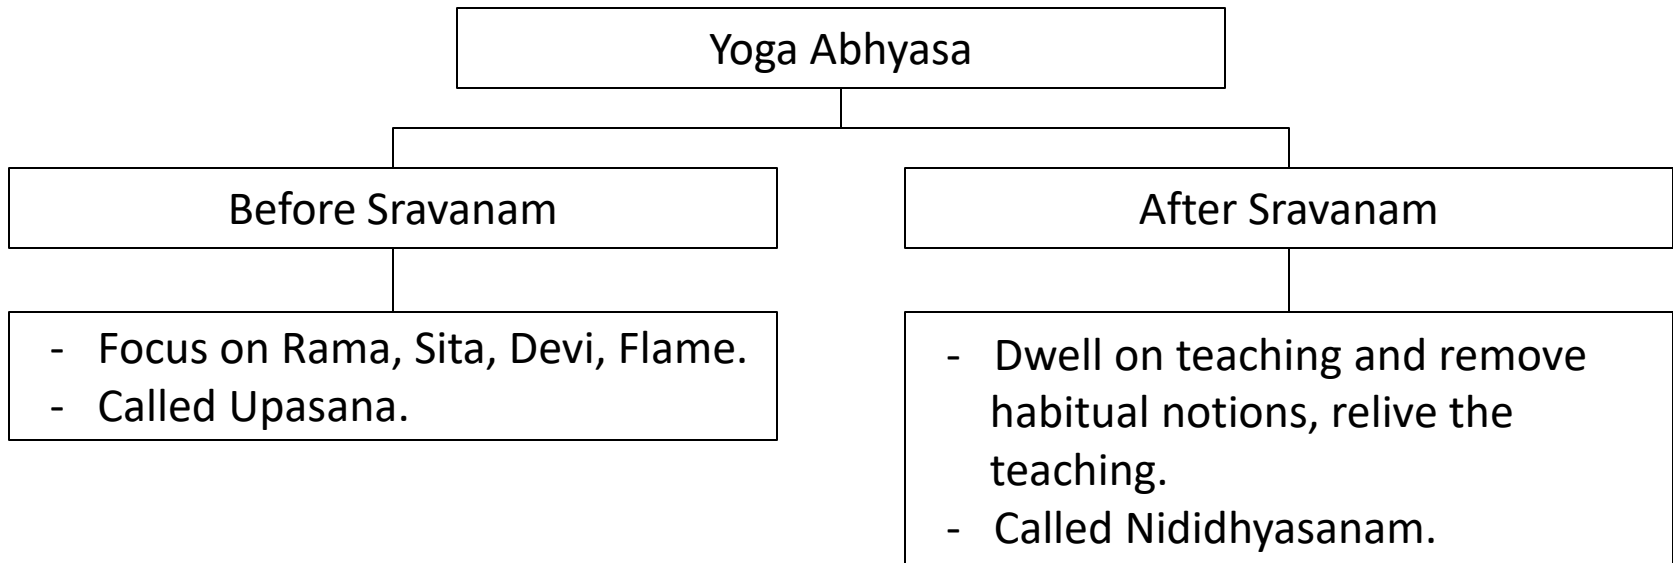 Yoga Abhyasa
Before Sravanam
After Sravanam
- Focus on Rama, Sita, Devi, Flame.
- Called Upasana.
- Dwell on teaching and remove
habitual notions, relive the
teaching.
- Called Nididhyasanam.